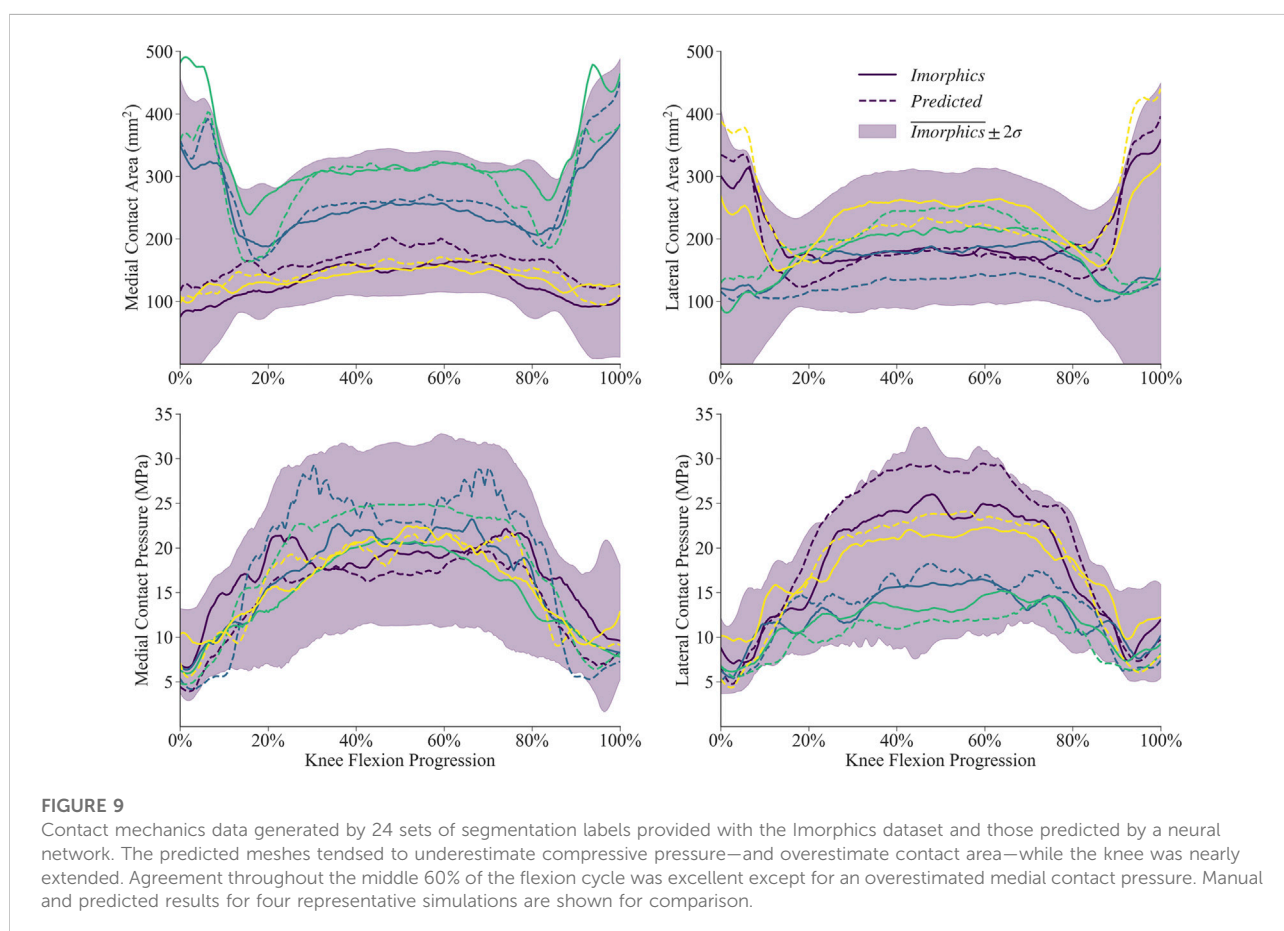 500
400
300
200
100
Medial Contact Area (mm²)
0% 20% 40% 60% 80% 100%
500
400
300
200
100
Lateral Contact Area (mm²)
Imorphics
Predicted
Imorphics ± 2σ
0% 20% 40% 60% 80% 100%
35
30
25
20
15
10
5
Medial Contact Pressure (MPa)
0% 20% 40% 60% 80% 100%
Knee Flexion Progression
35
30
25
20
15
10
5
Lateral Contact Pressure (MPa)
0% 20% 40% 60% 80% 100%
Knee Flexion Progression
FIGURE 9
Contact mechanics data generated by 24 sets of segmentation labels provided with the Imorphics dataset and those predicted by a neural
network. The predicted meshes tendsed to underestimate compressive pressure—and overestimate contact area—while the knee was nearly
extended. Agreement throughout the middle 60% of the flexion cycle was excellent except for an overestimated medial contact pressure. Manual
and predicted results for four representative simulations are shown for comparison.